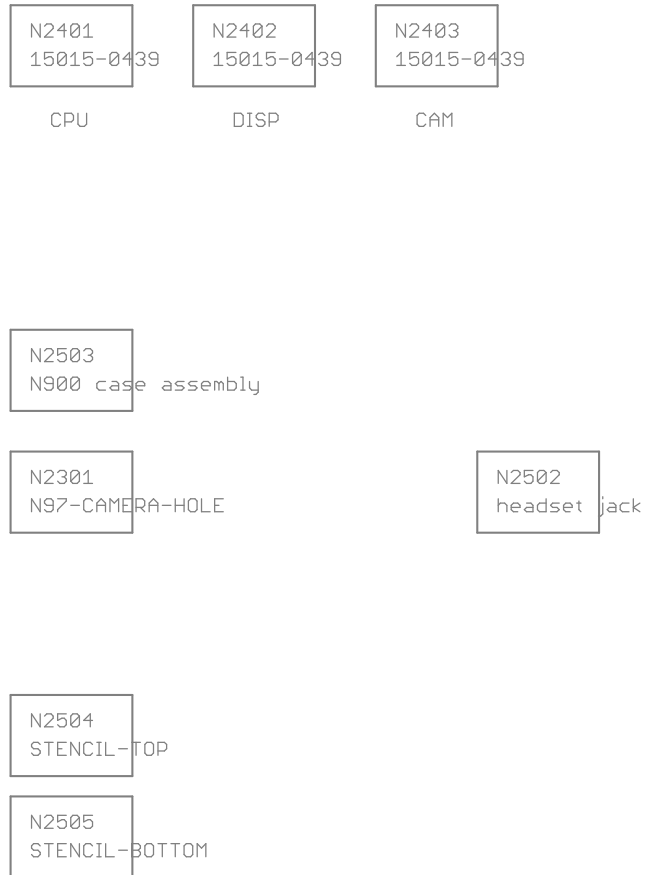 N2401
15015-0439
N2402
15015-0439
N2403
15015-0439
CPU
DISP
CAM
N2503
N900 case assembly
N2301
N97-CAMERA-HOLE
N2502
headset jack
N2504
STENCIL-TOP
N2505
STENCIL-BOTTOM